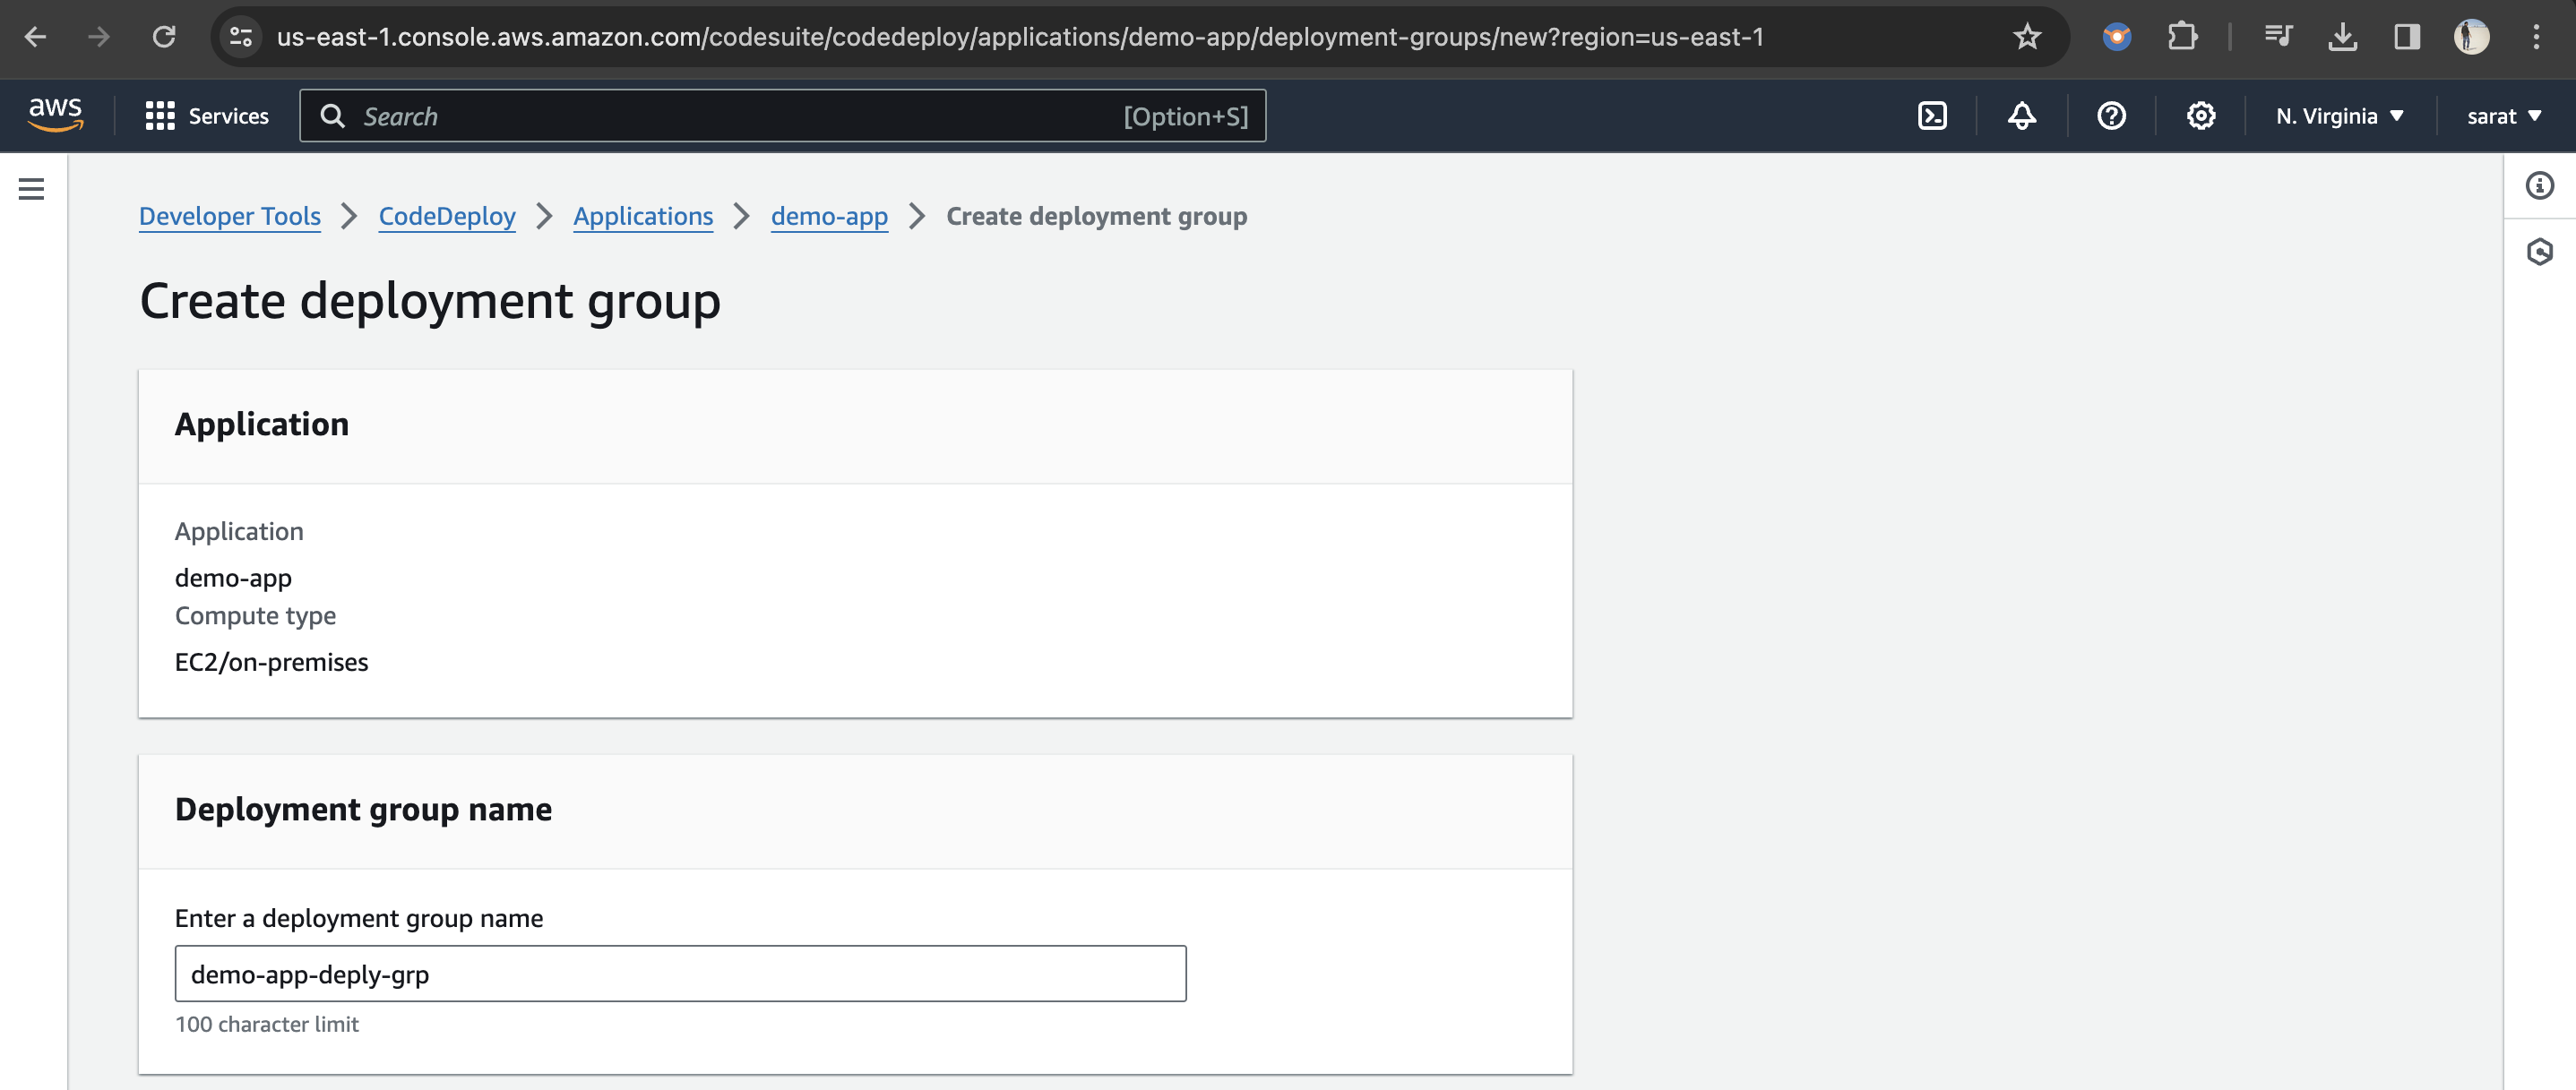 us-east-1.console.aws.amazon.com/codesuite/codedeploy/applications/demo-app/deployment-groups/new?region=us-east-1
aws Services Search [Option+S] N. Virginia sarat
Developer Tools CodeDeploy Applications demo-app Create deployment group
Create deployment group
Application
Application
demo-app
Compute type
EC2/on-premises
Deployment group name
Enter a deployment group name
demo-app-deply-grp
100 character limit